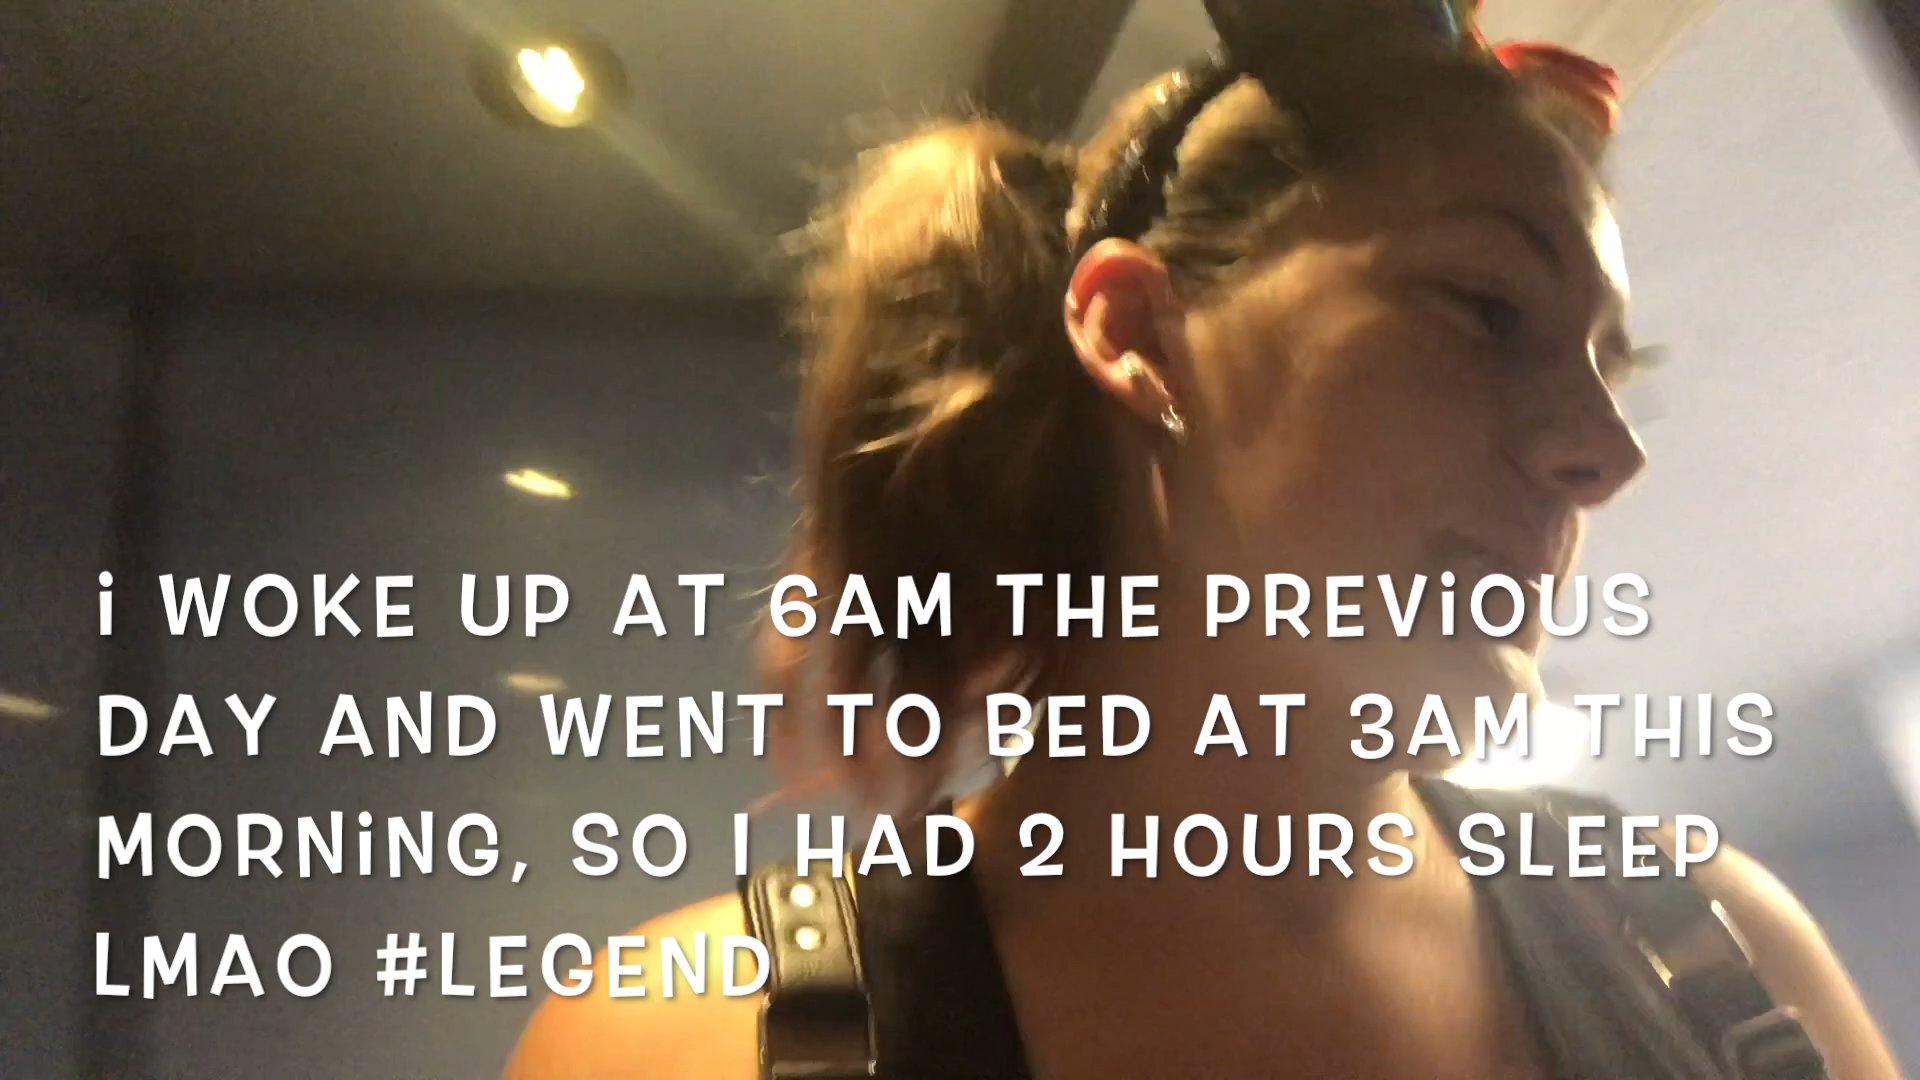 i WOKE UP AT 6AM THE PREViOUS
DAY AND WENT TO BED AT 3AM THIS
MORNiNG, SO I HAD 2 HOURS SLEEP
LMAO #LEGEND